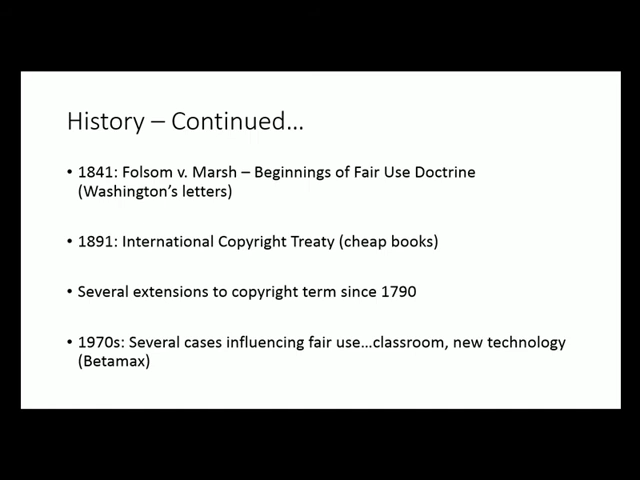 History – Continued…
• 1841: Folsom v. Marsh – Beginnings of Fair Use Doctrine
(Washington’s letters)
• 1891: International Copyright Treaty (cheap books)
• Several extensions to copyright term since 1790
• 1970s: Several cases influencing fair use…classroom, new technology
(Betamax)